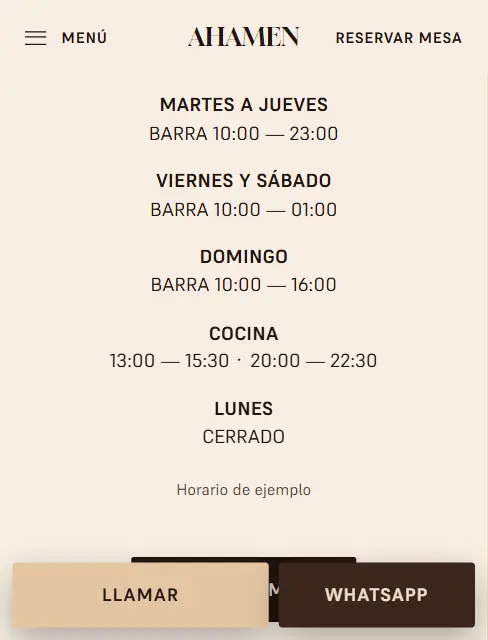 MENÚ
AHAMEN
RESERVAR MESA
MARTES A JUEVES
BARRA 10:00 — 23:00
VIERNES Y SÁBADO
BARRA 10:00 — 01:00
DOMINGO
BARRA 10:00 — 16:00
COCINA
13:00 — 15:30 · 20:00 — 22:30
LUNES
CERRADO
Horario de ejemplo
LLAMAR
WHATSAPP